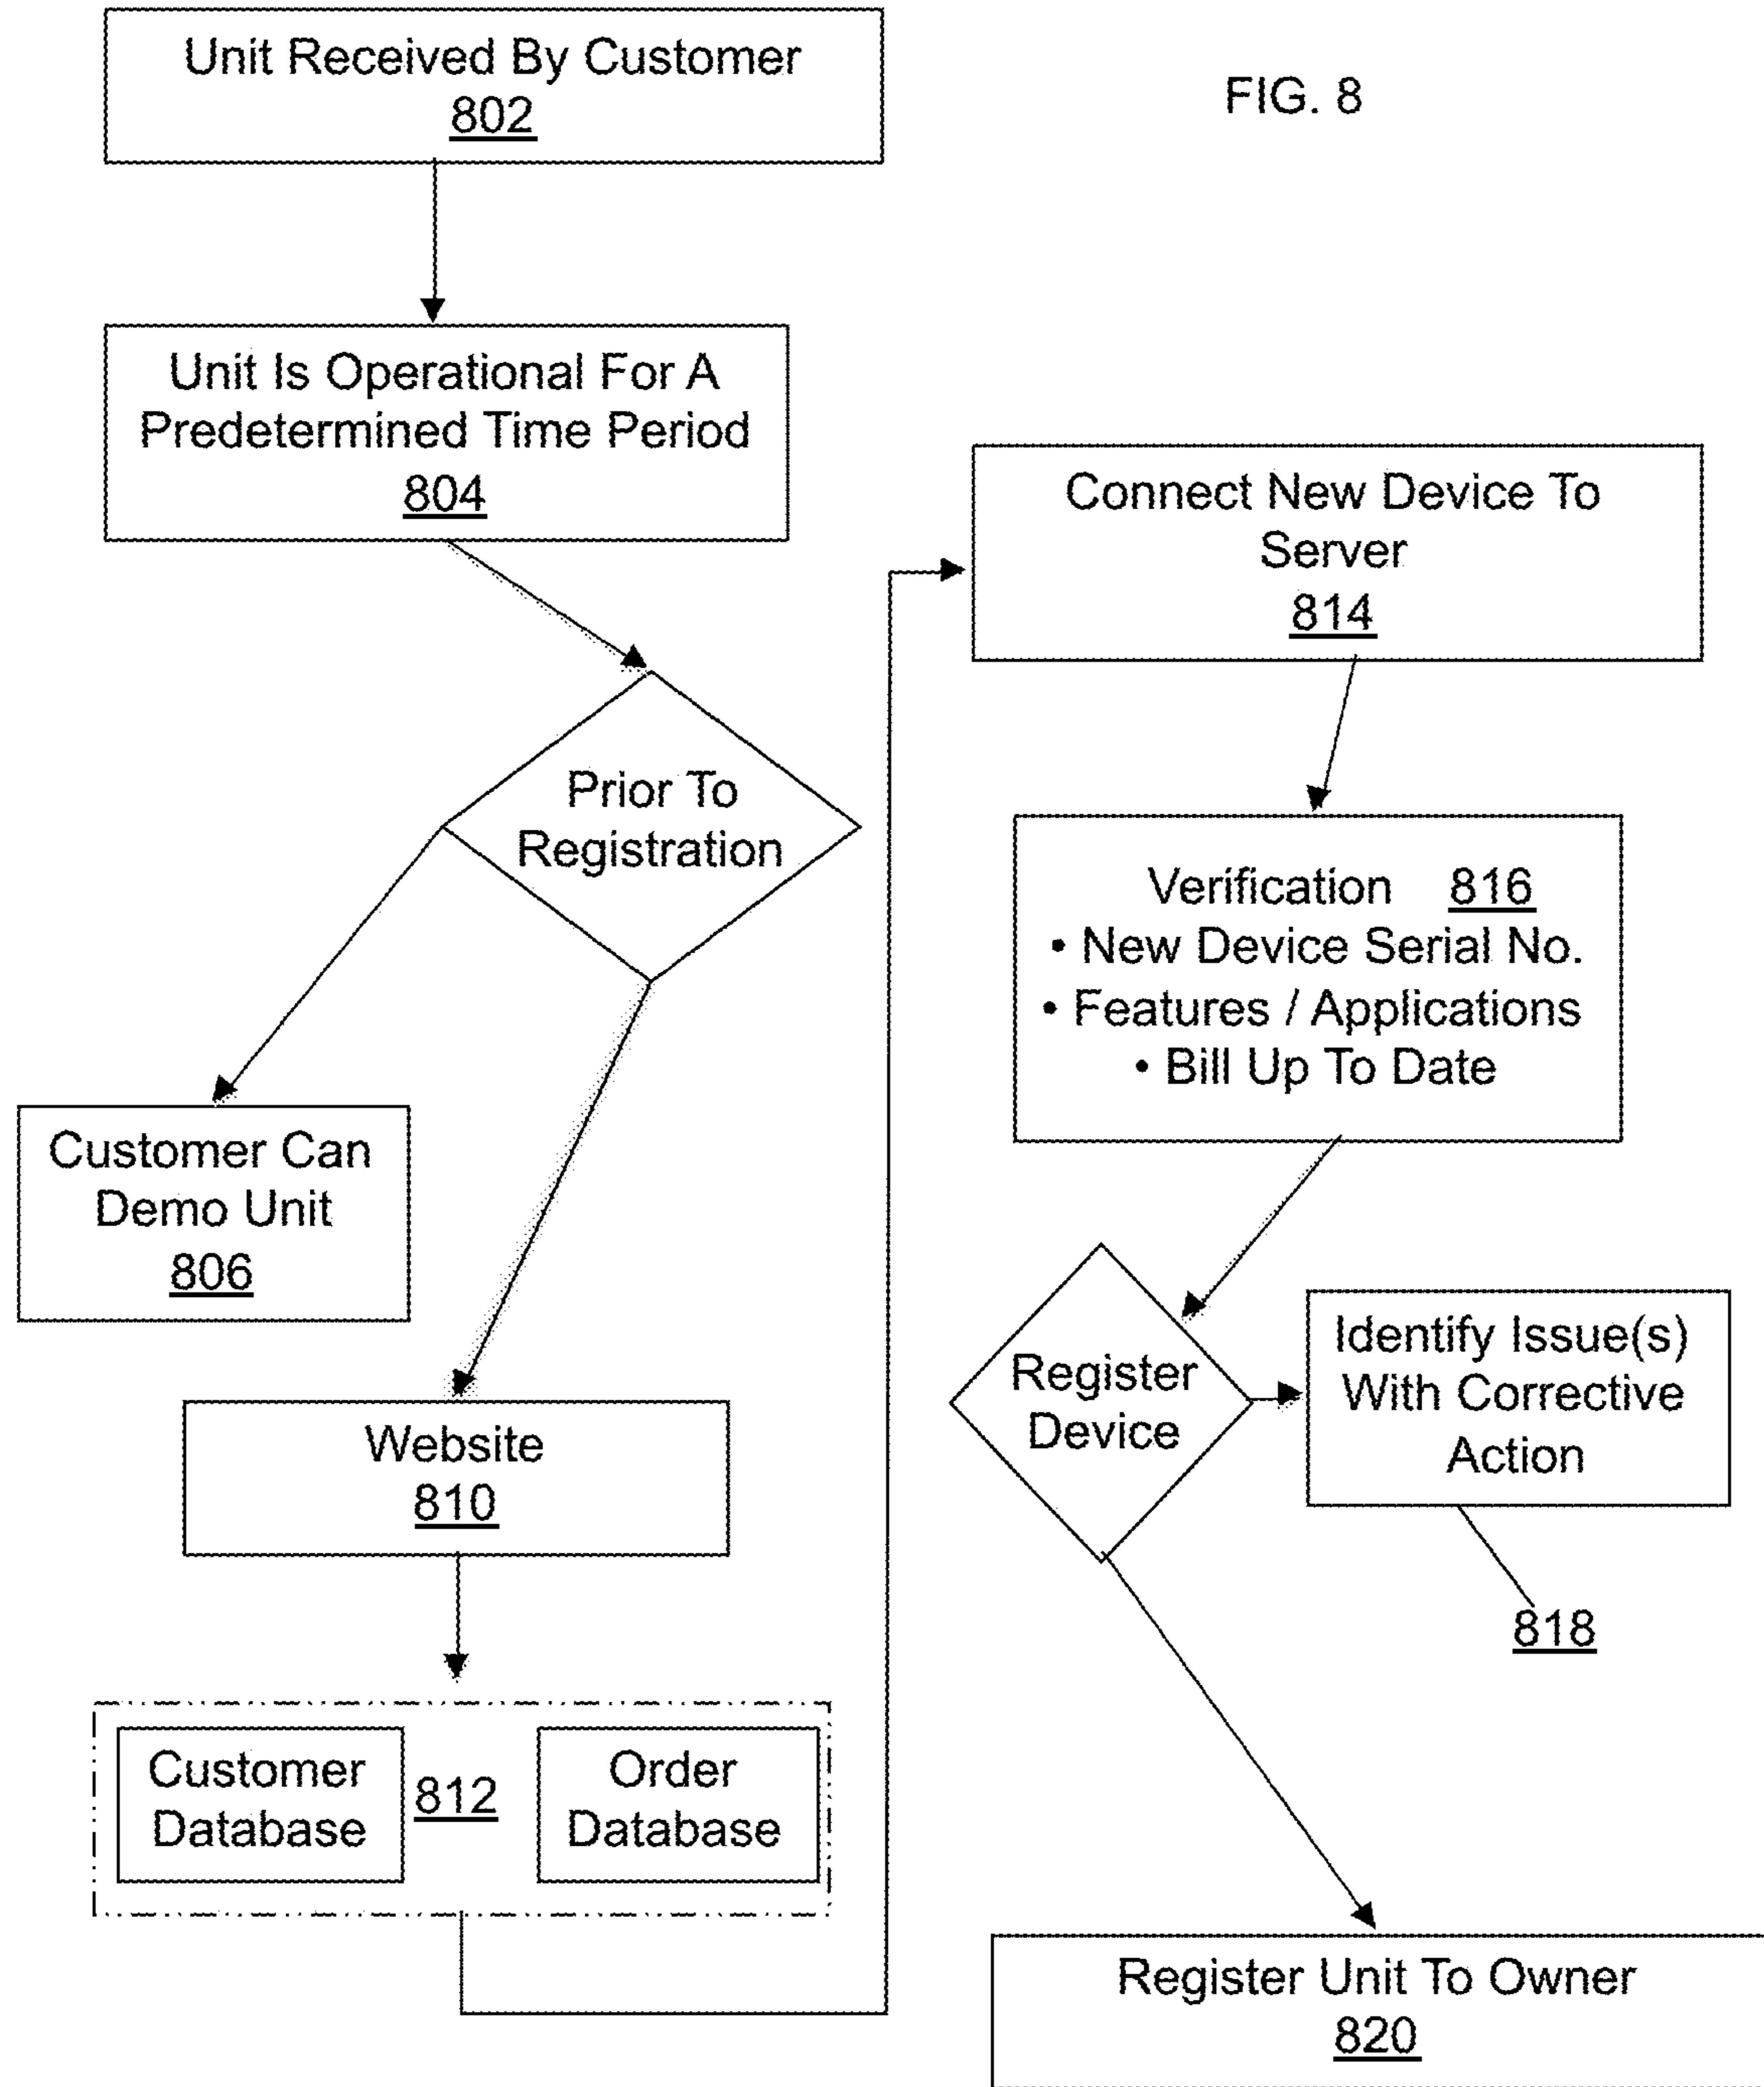 Unit Received By Customer
802
FIG. 8
Unit Is Operational For A
Predetermined Time Period
804
Prior To
Registration
Customer Can
Demo Unit
806
Website
810
Customer
Database
812
Order
Database
Connect New Device To
Server
814
Verification 816
• New Device Serial No.
• Features / Applications
• Bill Up To Date
Register
Device
Identify Issue(s)
With Corrective
Action
818
Register Unit To Owner
820